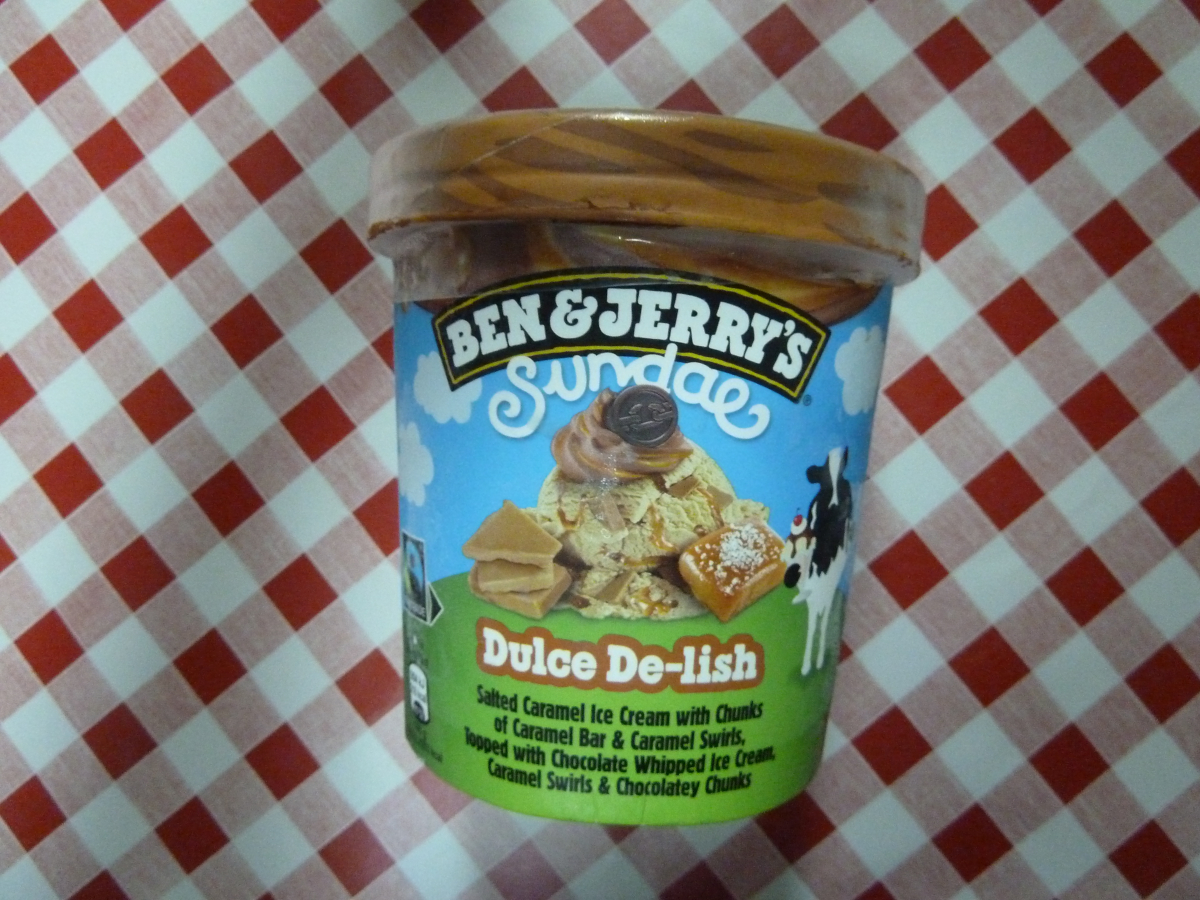 BEN & JERRY'S
Sundae
Dulce De-lish
Salted Caramel Ice Cream with Chunks
of Caramel Bar & Caramel Swirls,
Topped with Chocolate Whipped Ice Cream,
Caramel Swirls & Chocolatey Chunks